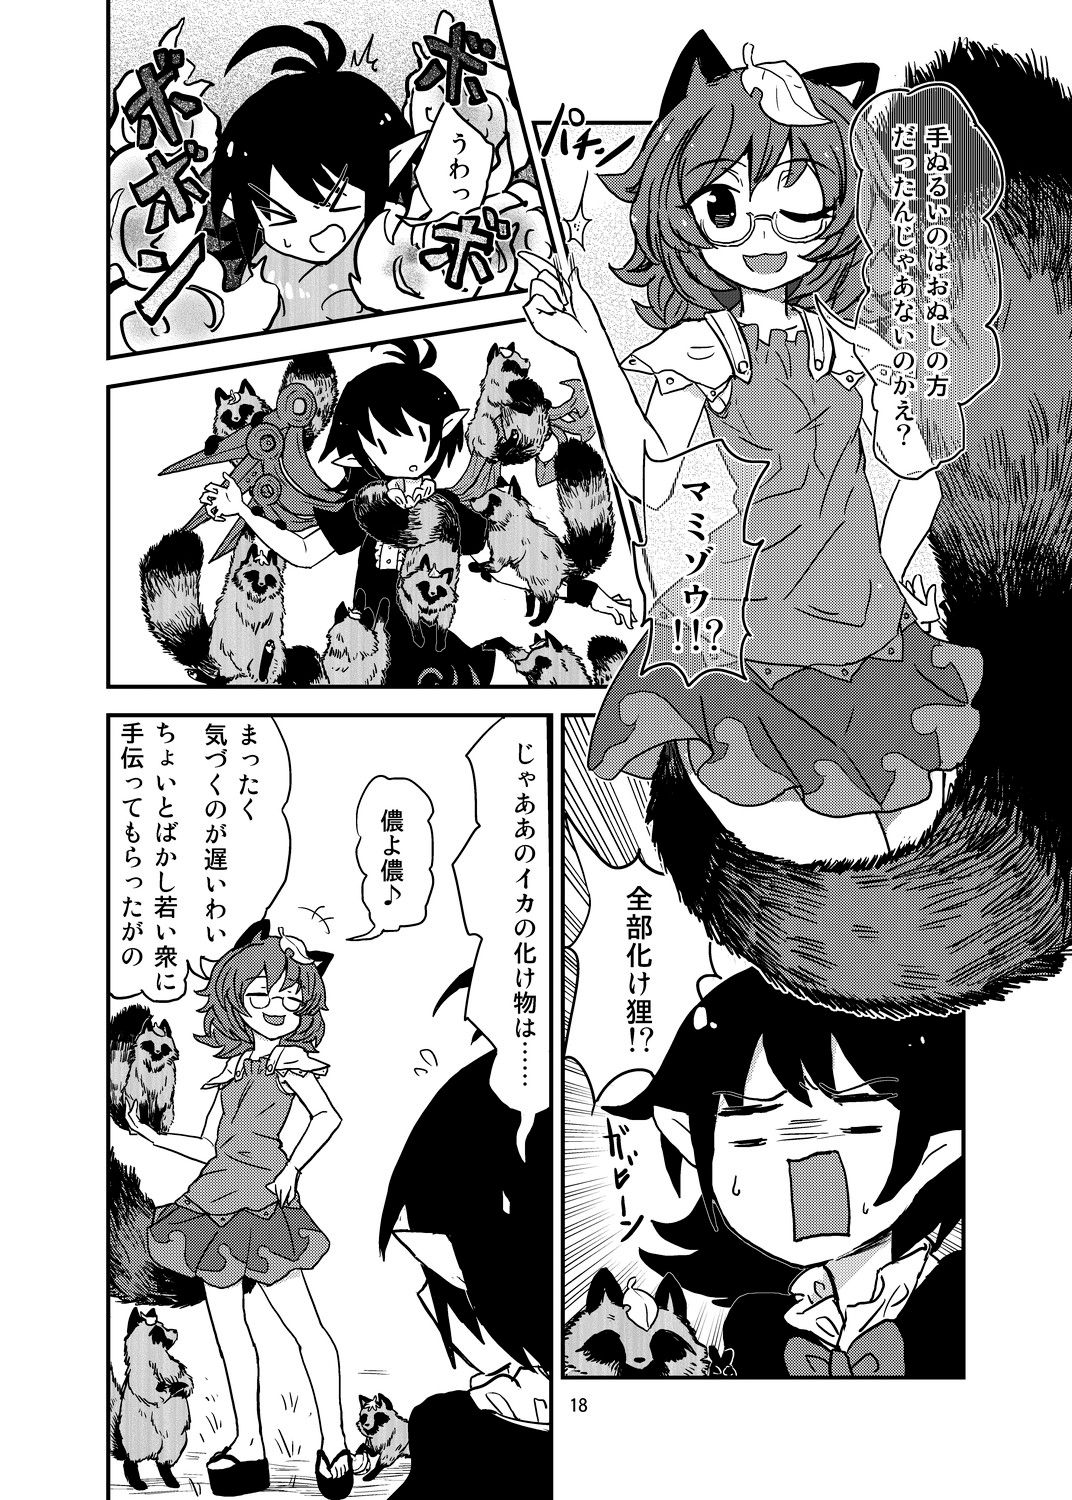 手ぬるいのはおぬしの方
だったんじゃあないのかえ?
パチン
マミゾウ!!?
うわっ
ボボボン
ボ
ボボ
全部化け狸!?
ガビーン
じゃああのイカの化け物は……
儂よ儂♪
まったく
気づくのが遅いわい
ちょいとばかし若い衆に
手伝ってもらったがの
18